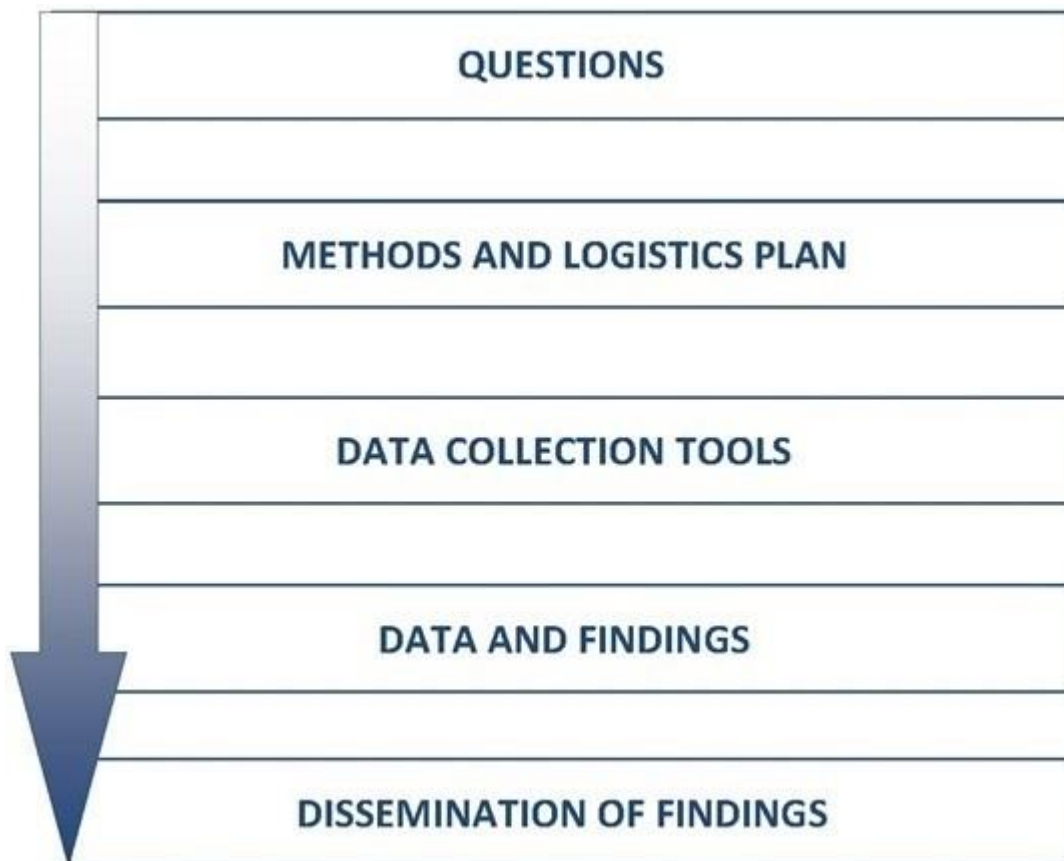 QUESTIONS
METHODS AND LOGISTICS PLAN
DATA COLLECTION TOOLS
DATA AND FINDINGS
DISSEMINATION OF FINDINGS